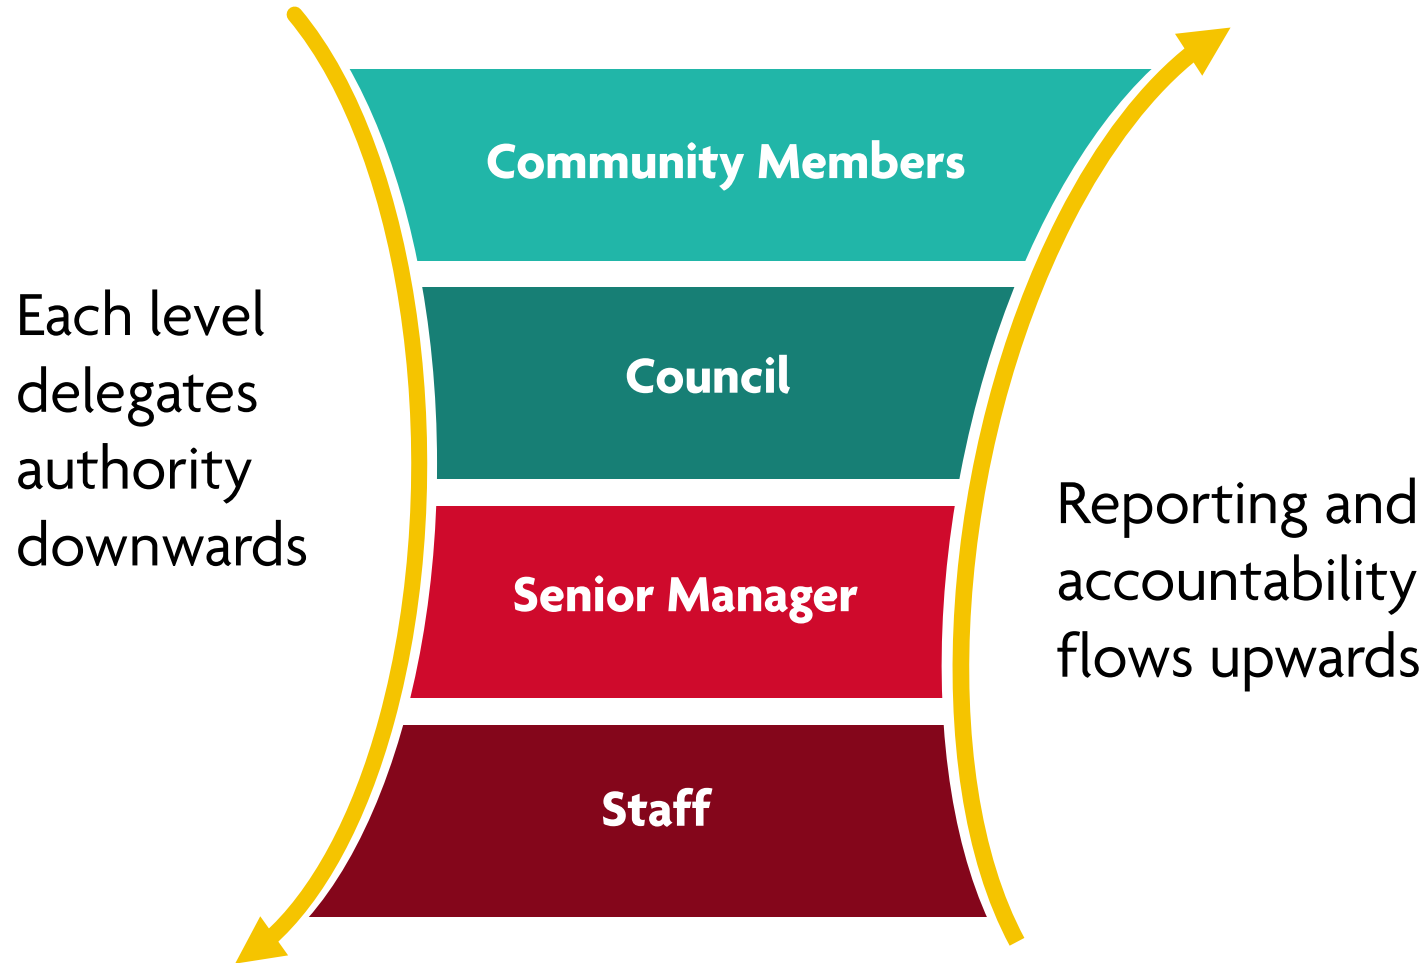 Community Members
Council
Senior Manager
Staff
Each level
delegates
authority
downwards
Reporting and
accountability
flows upwards